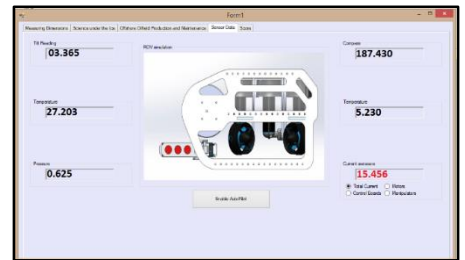 Form1
Measuring Dimensions
Science under the Ice
Offshore Oilfield Production and Maintenance
Sensor Data
Score
Tilt Reading
03.365
ROV simulation
Compass
187.430
Temperature
27.203
Temperature
5.230
Pressure
0.625
Current sensor
15.456
Total Current
Motors
Control Boards
Manipulators
Enable AutoPilot